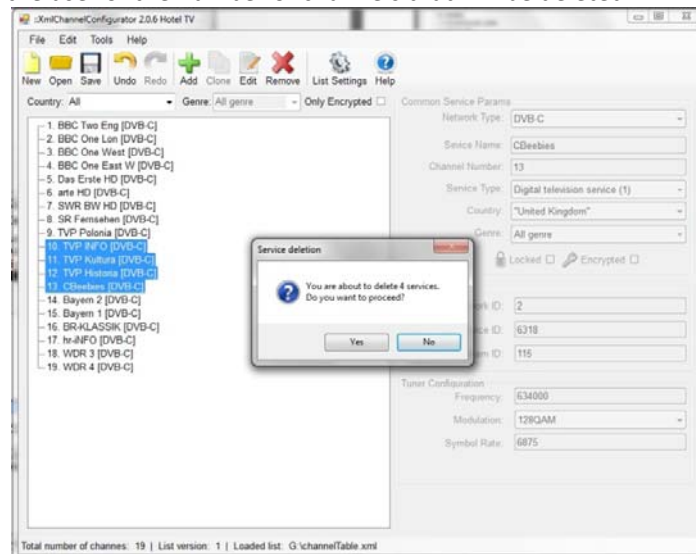 :XmlChannelConfigurator 2.0.6 Hotel TV
File Edit Tools Help
New Open Save Undo Redo Add Clone Edit Remove List Settings Help
Country: All Genre: All genre Only Encrypted
1. BBC Two Eng [DVB-C]
2. BBC One Lon [DVB-C]
3. BBC One West [DVB-C]
4. BBC One East W [DVB-C]
5. Das Erste HD [DVB-C]
6. arte HD [DVB-C]
7. SWR BW HD [DVB-C]
8. SR Fernsehen [DVB-C]
9. TVP Polonia [DVB-C]
10. TVP INFO [DVB-C]
11. TVP Kultura [DVB-C]
12. TVP Historia [DVB-C]
13. CBeebies [DVB-C]
14. Bayern 2 [DVB-C]
15. Bayern 1 [DVB-C]
16. BR-KLASSIK [DVB-C]
17. hr-iNFO [DVB-C]
18. WDR 3 [DVB-C]
19. WDR 4 [DVB-C]
Service deletion
You are about to delete 4 services.
Do you want to proceed?
Yes No
Common Service Params
Network Type: DVB-C
Service Name: CBeebies
Channel Number: 13
Service Type: Digital television service (1)
Country: "United Kingdom"
Genre: All genre
Locked Encrypted
ID: 2
ID: 6318
ID: 115
Tuner Configuration
Frequency: 634000
Modulation: 128QAM
Symbol Rate: 6875
Total number of channes: 19 | List version: 1 | Loaded list: G:\channelTable.xml